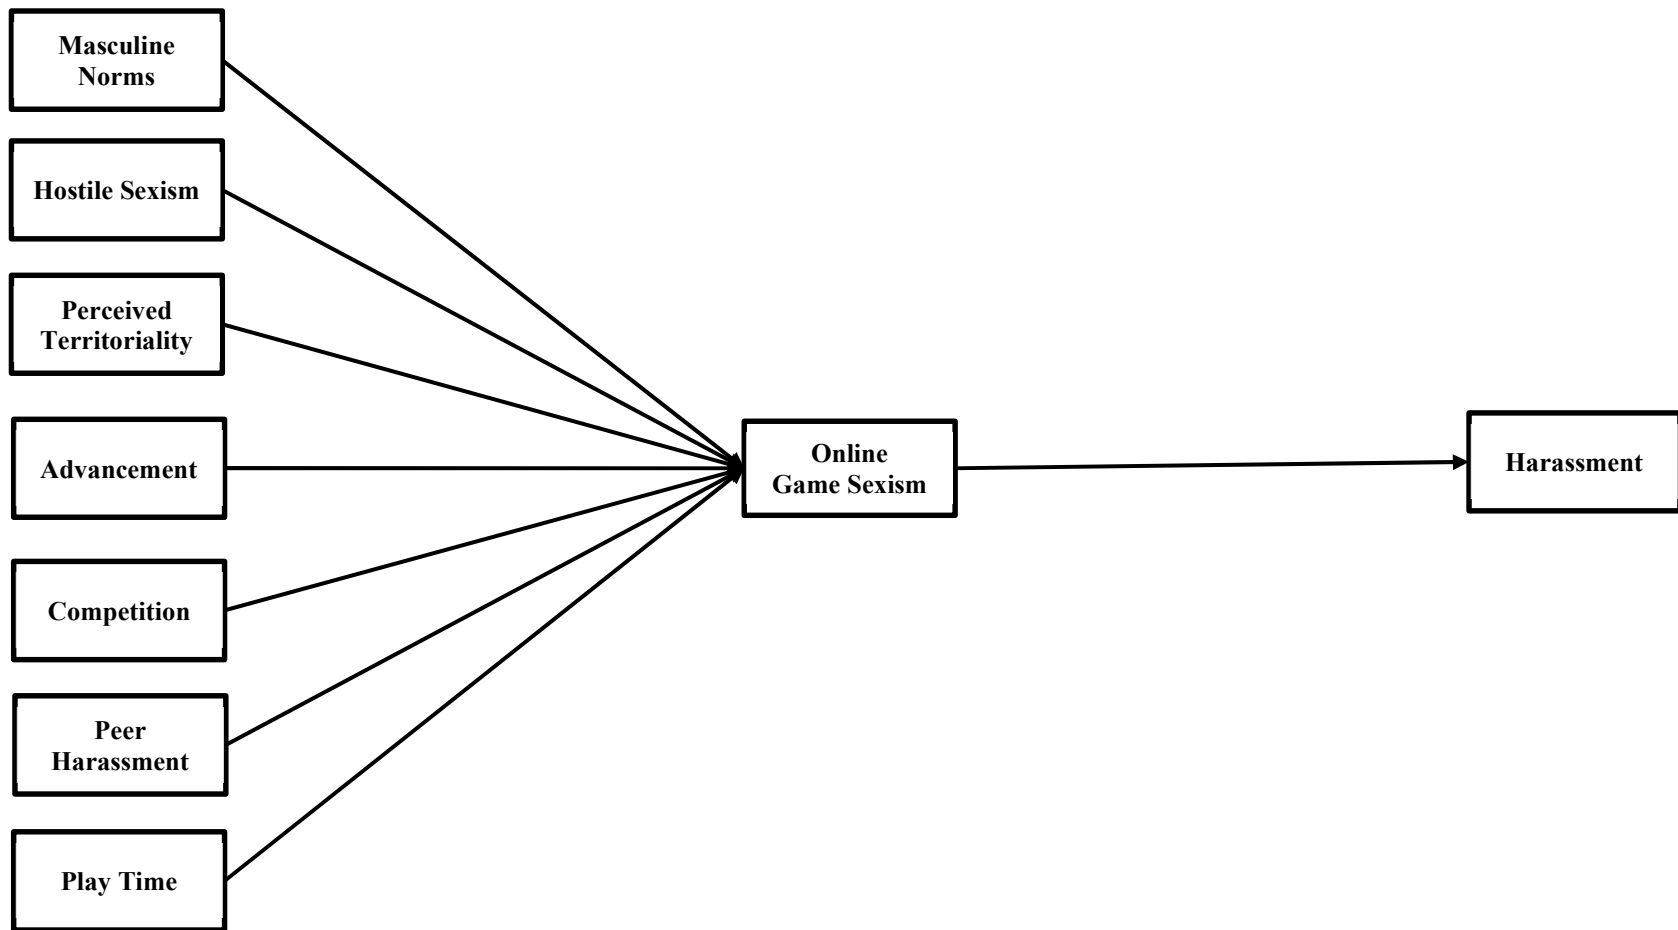 Masculine
Norms
Hostile Sexism
Perceived
Territoriality
Advancement
Competition
Peer
Harassment
Play Time
Online
Game Sexism
Harassment